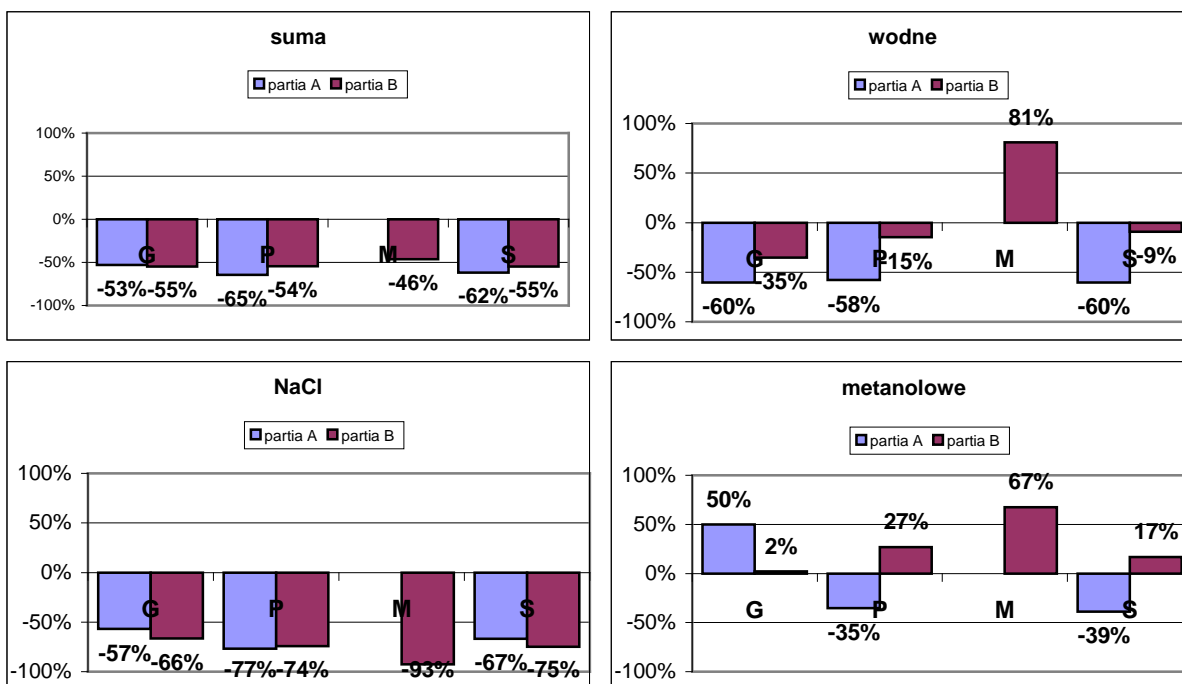 suma
partia A partia B
100%
50%
0%
-50%
-100%
G P M S
-53% -55% -65% -54% -46% -62% -55%
wodne
partia A partia B
100%
50%
0%
-50%
-100%
81%
G P M S
-60% -35% -58% -15% -60% -9%
NaCl
partia A partia B
100%
50%
0%
-50%
-100%
G P M S
-57% -66% -77% -74% -93% -67% -75%
metanolowe
partia A partia B
100%
50%
0%
-50%
-100%
50% 2% 27% 67% 17%
G P M S
-35% -39%